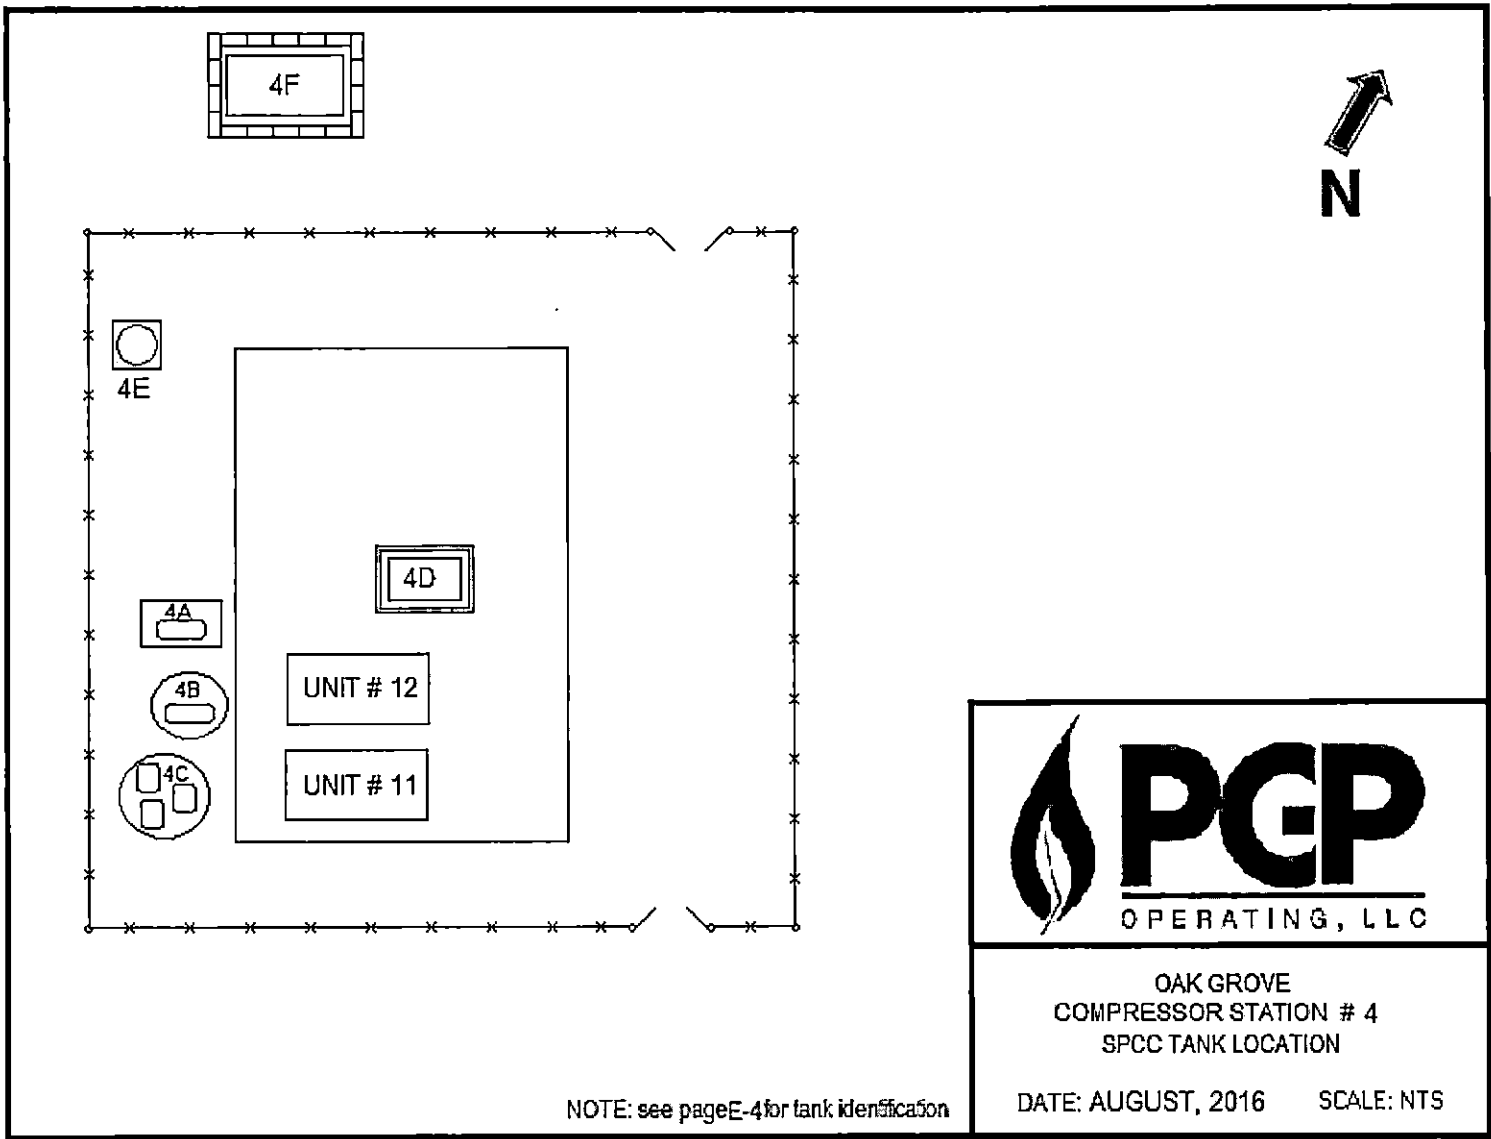 4F
N
4E
4D
4A
4B
4C
UNIT # 12
UNIT # 11
PGP
OPERATING, LLC
OAK GROVE
COMPRESSOR STATION # 4
SPCC TANK LOCATION
DATE: AUGUST, 2016 SCALE: NTS
NOTE: see pageE-4for tank identification